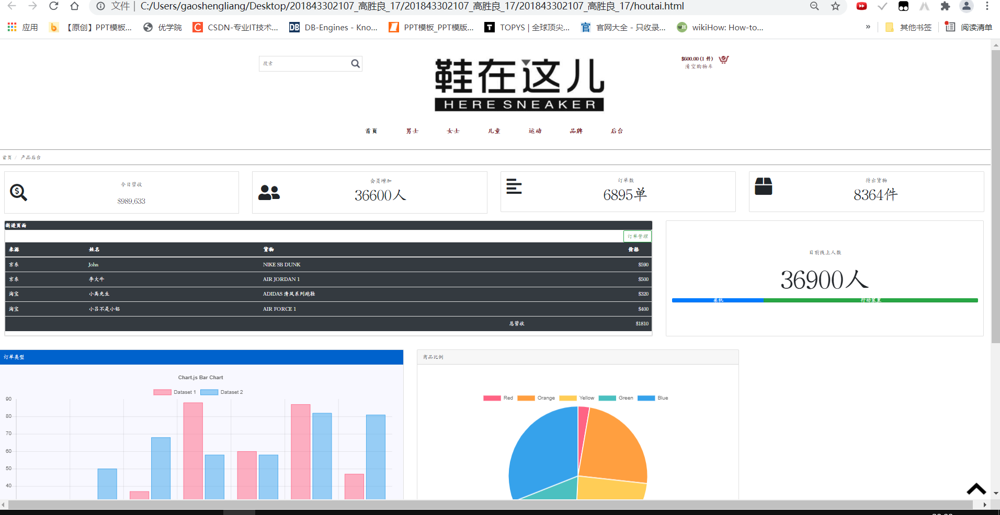 文件 | C:/Users/gaoshengliang/Desktop/201843302107_高胜良_17/201843302107_高胜良_17/201843302107_高胜良_17/houtai.html
应用 【原创】PPT模板... 优学院 CSDN-专业IT技术... DB-Engines - Kno... PPT模板_PPT模版... TOPYS | 全球顶尖... 官网大全 - 只收录... wikiHow: How-to... » 其他书签 阅读清单
搜索
鞋在这儿
HERE SNEAKER
$600.00 (1 件)
清空购物车
首页 男士 女士 儿童 运动 品牌 后台
首页 / 产品后台
今日营收
$989,633
会员增加
36600人
订单数
6895单
待出货物
8364件
新进页面
订单管理
来源 姓名 货物 价格
京东 John NIKE SB DUNK $590
京东 李大牛 AIR JORDAN 1 $500
淘宝 小高先生 ADIDAS 清风系列跑鞋 $320
淘宝 小吕不是小铝 AIR FORCE 1 $400
总营收 $1810
目前线上人数
36900人
桌机 行动装置
订单类型
Chart.js Bar Chart
Dataset 1 Dataset 2
90
80
70
60
50
40
商品比例
Red Orange Yellow Green Blue